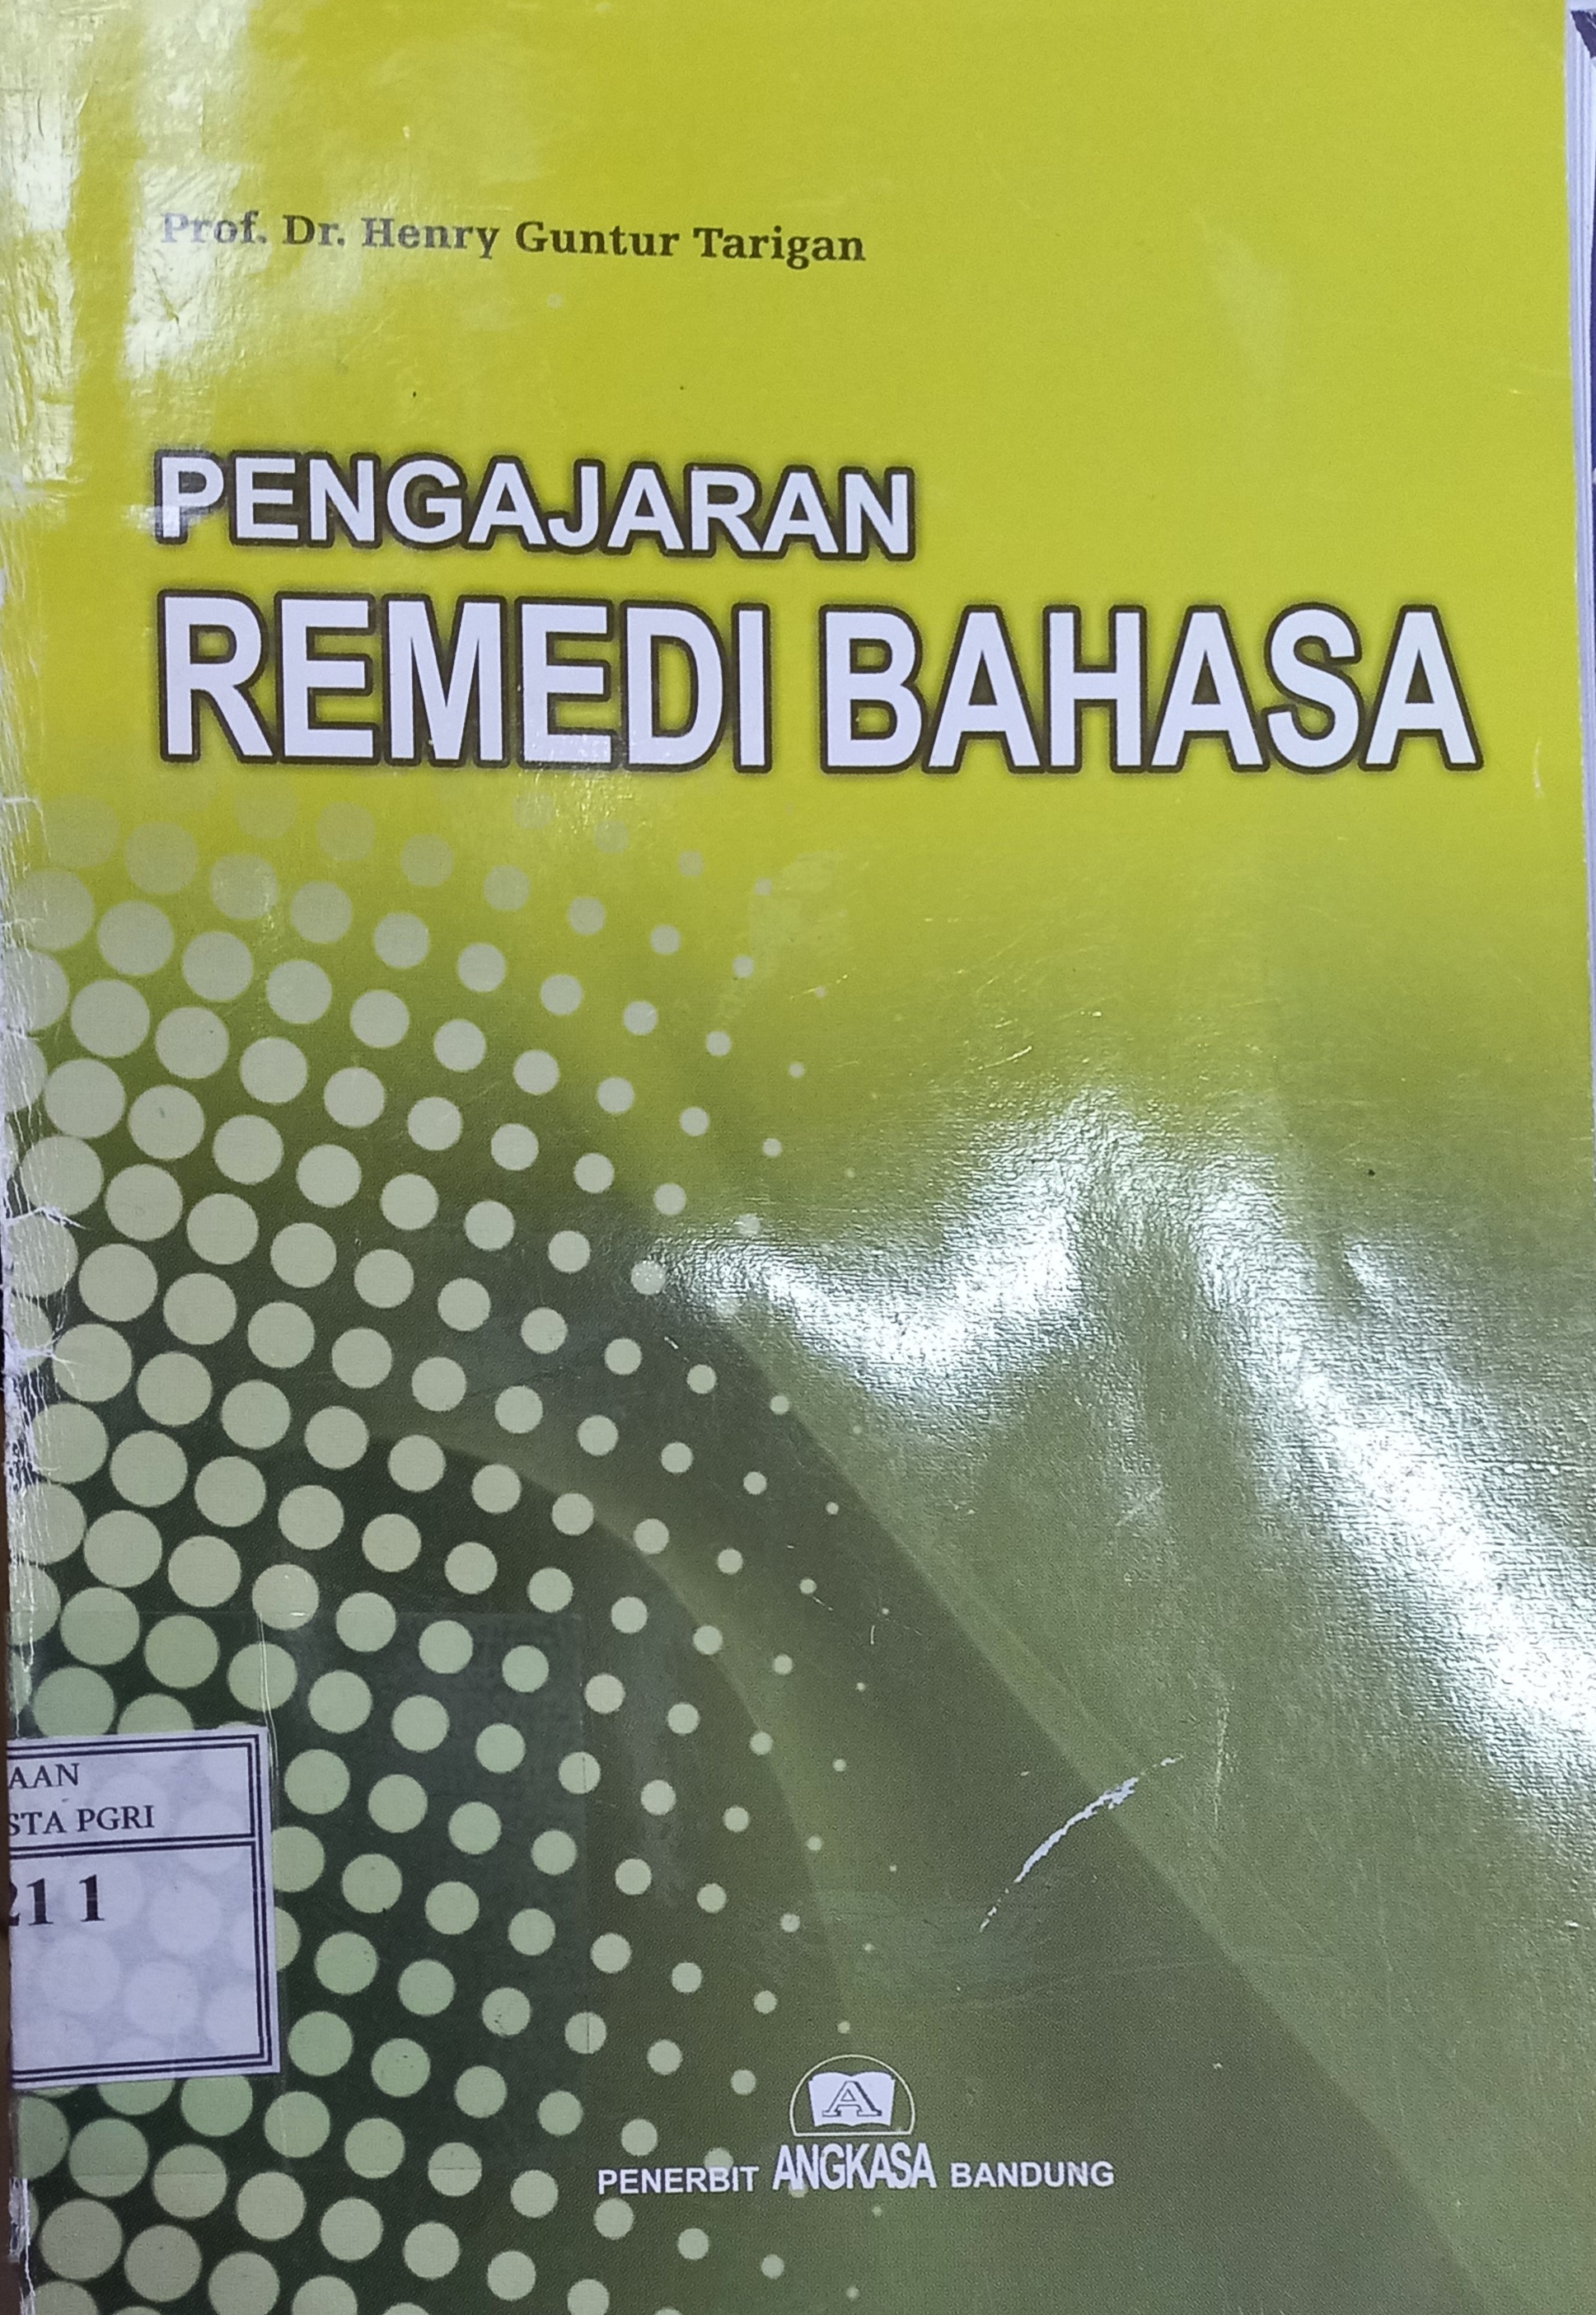 Prof. Dr. Henry Guntur Tarigan
PENGAJARAN
REMEDI BAHASA
AAN
STA PGRI
21 1
A
PENERBIT ANGKASA BANDUNG